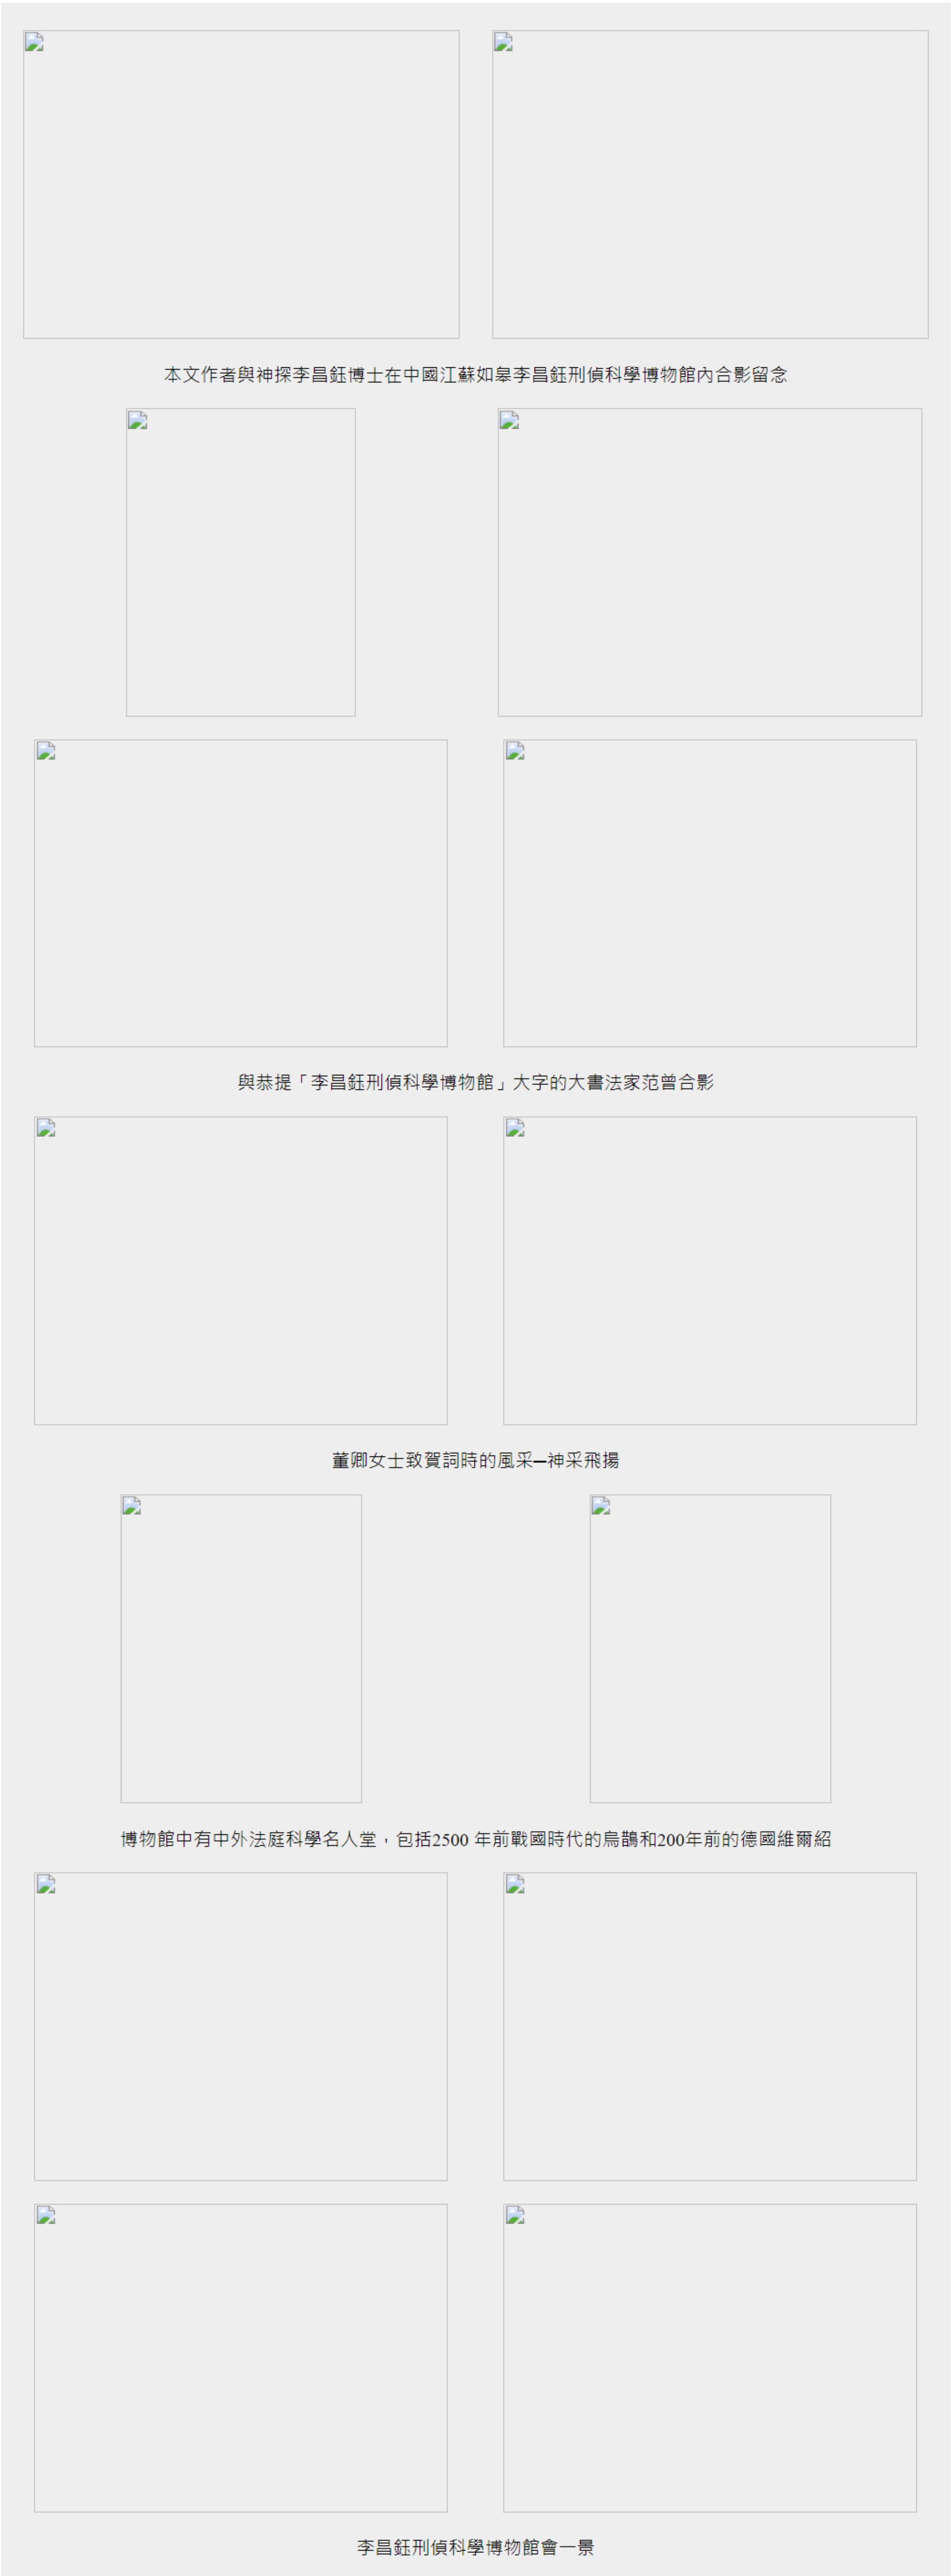 本文作者與神探李昌鈺博士在中國江蘇如皋李昌鈺刑偵科學博物館內合影留念
與恭提「李昌鈺刑偵科學博物館」大字的大書法家范曾合影
董卿女士致賀詞時的風采─神采飛揚
博物館中有中外法庭科學名人堂，包括2500 年前戰國時代的烏鵲和200年前的德國維爾紹
李昌鈺刑偵科學博物館會一景